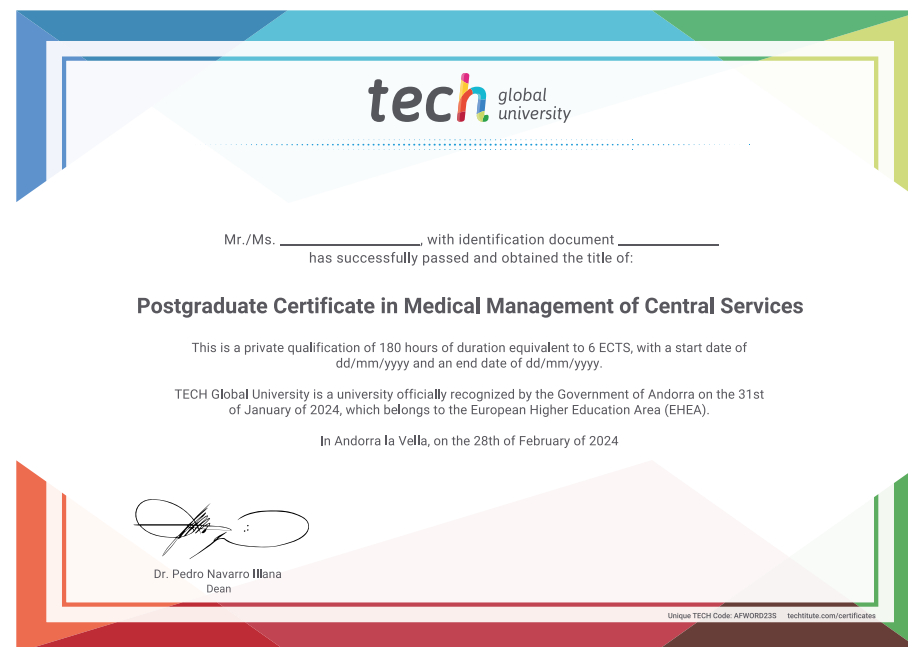 tech global
university
Mr./Ms. ____________________, with identification document ______________
has successfully passed and obtained the title of:
Postgraduate Certificate in Medical Management of Central Services
This is a private qualification of 180 hours of duration equivalent to 6 ECTS, with a start date of
dd/mm/yyyy and an end date of dd/mm/yyyy.
TECH Global University is a university officially recognized by the Government of Andorra on the 31st
of January of 2024, which belongs to the European Higher Education Area (EHEA).
In Andorra la Vella, on the 28th of February of 2024
Dr. Pedro Navarro Illana
Dean
Unique TECH Code: AFWORD23S techtitute.com/certificates